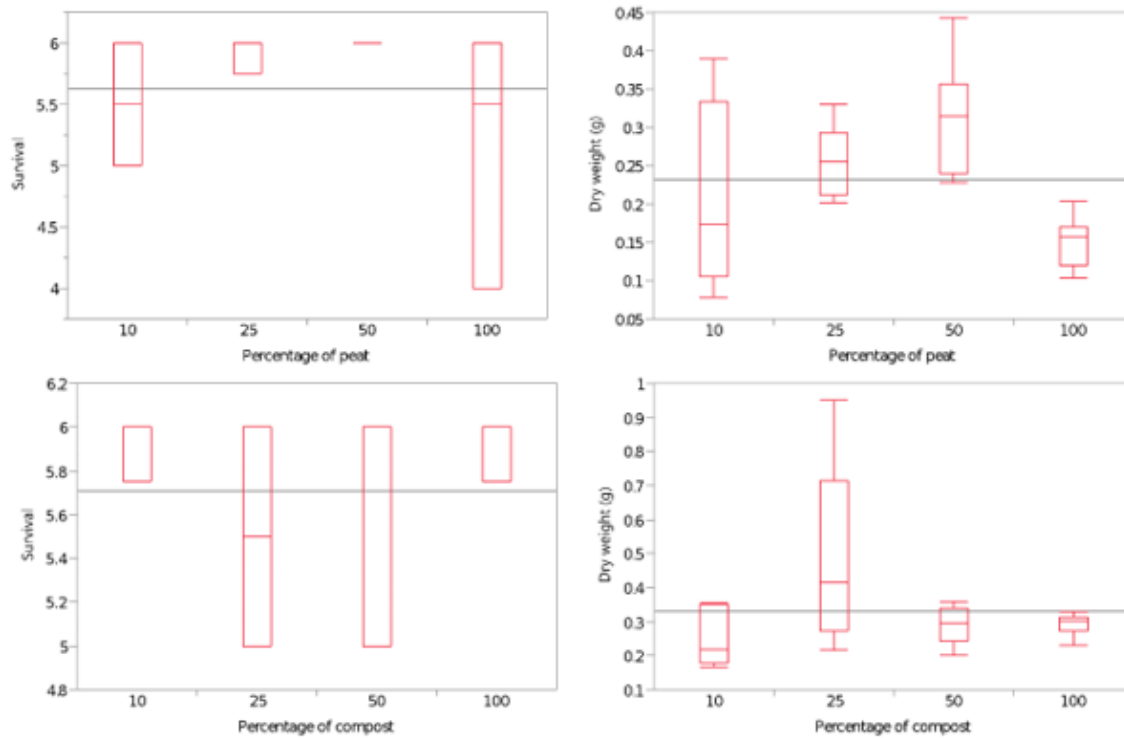 Survival
6
5.5
5
4.5
4
10 25 50 100
Percentage of peat
Dry weight (g)
0.45
0.4
0.35
0.3
0.25
0.2
0.15
0.1
0.05
10 25 50 100
Percentage of peat
Survival
6.2
6
5.8
5.6
5.4
5.2
5
4.8
10 25 50 100
Percentage of compost
Dry weight (g)
1
0.9
0.8
0.7
0.6
0.5
0.4
0.3
0.2
0.1
10 25 50 100
Percentage of compost